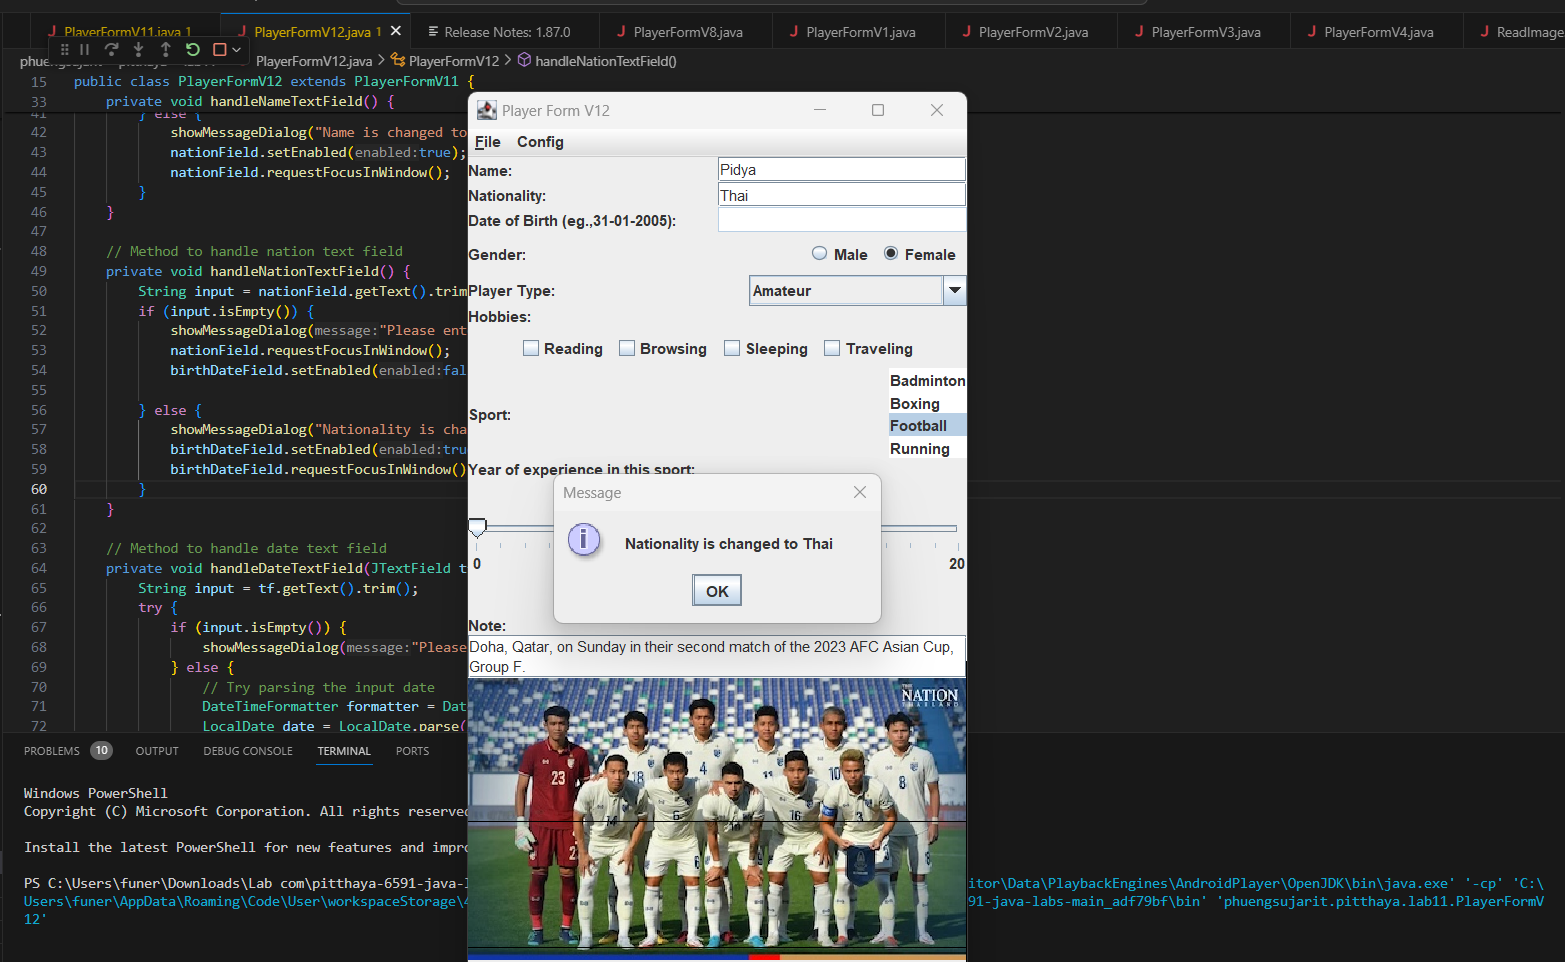 PlayerFormV11.java 1
PlayerFormV12.java 1
Release Notes: 1.87.0
PlayerFormV8.java
PlayerFormV1.java
PlayerFormV2.java
PlayerFormV3.java
PlayerFormV4.java
ReadImage
PlayerFormV12.java > PlayerFormV12 > handleNationTextField()
15 public class PlayerFormV12 extends PlayerFormV11 {
33 private void handleNameTextField() {
41 } else {
42 showMessageDialog("Name is changed to
43 nationField.setEnabled(enabled:true);
44 nationField.requestFocusInWindow();
45 }
46 }
47
48 // Method to handle nation text field
49 private void handleNationTextField() {
50 String input = nationField.getText().trim
51 if (input.isEmpty()) {
52 showMessageDialog(message:"Please ent
53 nationField.requestFocusInWindow();
54 birthDateField.setEnabled(enabled:fal
55
56 } else {
57 showMessageDialog("Nationality is cha
58 birthDateField.setEnabled(enabled:tru
59 birthDateField.requestFocusInWindow()
60 }
61 }
62
63 // Method to handle date text field
64 private void handleDateTextField(JTextField t
65 String input = tf.getText().trim();
66 try {
67 if (input.isEmpty()) {
68 showMessageDialog(message:"Please
69 } else {
70 // Try parsing the input date
71 DateTimeFormatter formatter = Dat
72 LocalDate date = LocalDate.parse(
Player Form V12
File Config
Name: Pidya
Nationality: Thai
Date of Birth (eg.,31-01-2005):
Gender: Male Female
Player Type: Amateur
Hobbies:
Reading Browsing Sleeping Traveling
Sport:
Badminton
Boxing
Football
Running
Year of experience in this sport:
0 20
Message
Nationality is changed to Thai
OK
Note:
Doha, Qatar, on Sunday in their second match of the 2023 AFC Asian Cup,
Group F.
THE
NATION
THAILAND
23
4
11
10
8
14
6
16
3
23
PROBLEMS 10 OUTPUT DEBUG CONSOLE TERMINAL PORTS
Windows PowerShell
Copyright (C) Microsoft Corporation. All rights reserved
Install the latest PowerShell for new features and impro
PS C:\Users\funer\Downloads\Lab com\pitthaya-6591-java-l itor\Data\PlaybackEngines\AndroidPlayer\OpenJDK\bin\java.exe' '-cp' 'C:\
Users\funer\AppData\Roaming\Code\User\workspaceStorage\4 91-java-labs-main_adf79bf\bin' 'phuengsujarit.pitthaya.lab11.PlayerFormV
12'